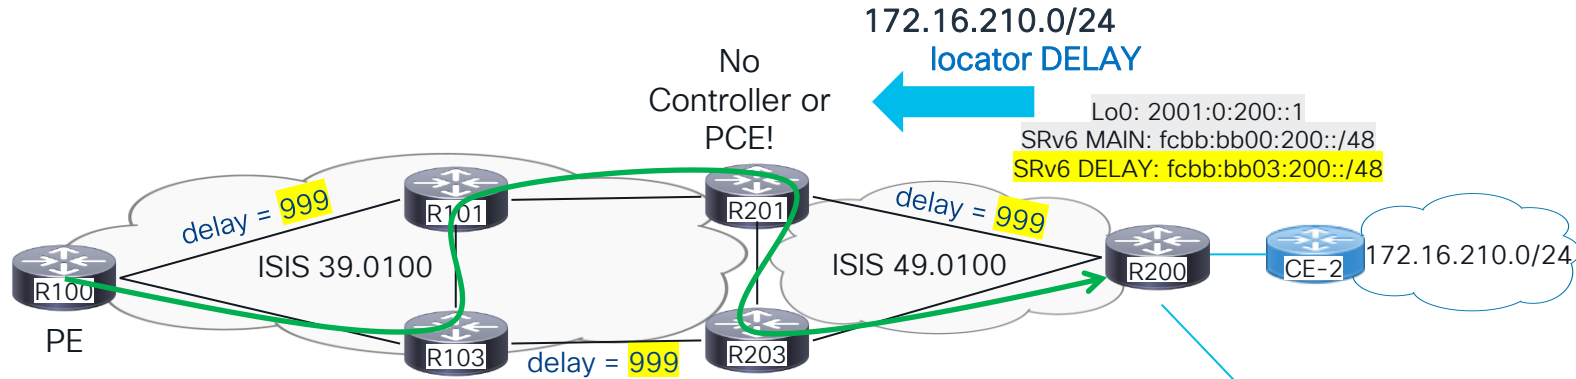 172.16.210.0/24
locator DELAY
No
Controller or
PCE!
Lo0: 2001:0:200::1
SRv6 MAIN: fcbb:bb00:200::/48
SRv6 DELAY: fcbb:bb03:200::/48
delay = 999
R101
R201
delay = 999
ISIS 39.0100
ISIS 49.0100
R100
R200
CE-2
172.16.210.0/24
PE
R103
delay = 999
R203